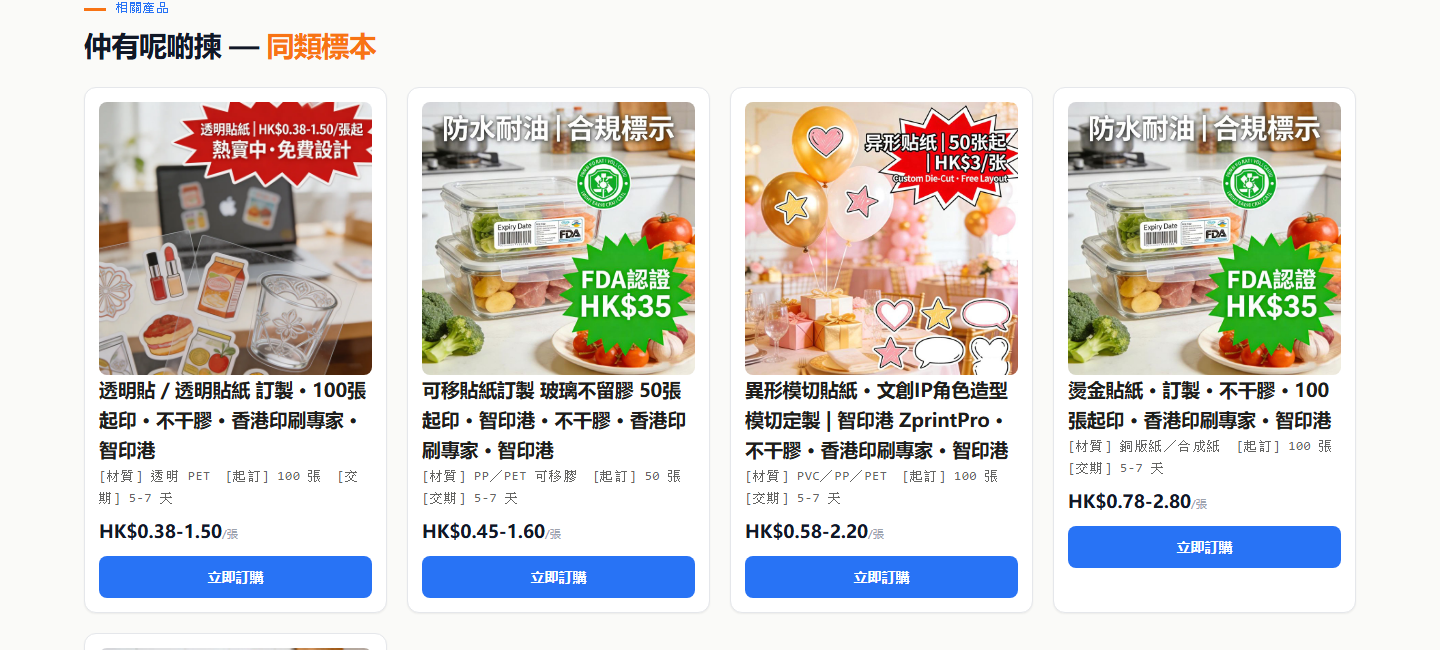 相關產品
仲有呢啲揀 — 同類標本
透明貼紙 | HK$0.38-1.50/張起
熱賣中·免費設計
透明貼 / 透明貼紙 訂製・100張
起印・不干膠・香港印刷專家・
智印港
[材質] 透明 PET [起訂] 100 張 [交
期] 5-7 天
HK$0.38-1.50/張
立即訂購
防水耐油 | 合規標示
Expiry Date
FDA
FDA認證
HK$35
可移貼紙訂製 玻璃不留膠 50張
起印・智印港・不干膠・香港印
刷專家・智印港
[材質] PP／PET 可移膠 [起訂] 50 張
[交期] 5-7 天
HK$0.45-1.60/張
立即訂購
异形贴纸 | 50张起
| HK$3/张
Custom Die-Cut · Free Layout
異形模切貼紙・文創IP角色造型
模切定製 | 智印港 ZprintPro・
不干膠・香港印刷專家・智印港
[材質] PVC／PP／PET [起訂] 100 張
[交期] 5-7 天
HK$0.58-2.20/張
立即訂購
防水耐油 | 合規標示
Expiry Date
FDA
FDA認證
HK$35
燙金貼紙・訂製・不干膠・100
張起印・香港印刷專家・智印港
[材質] 銅版紙／合成紙 [起訂] 100 張
[交期] 5-7 天
HK$0.78-2.80/張
立即訂購